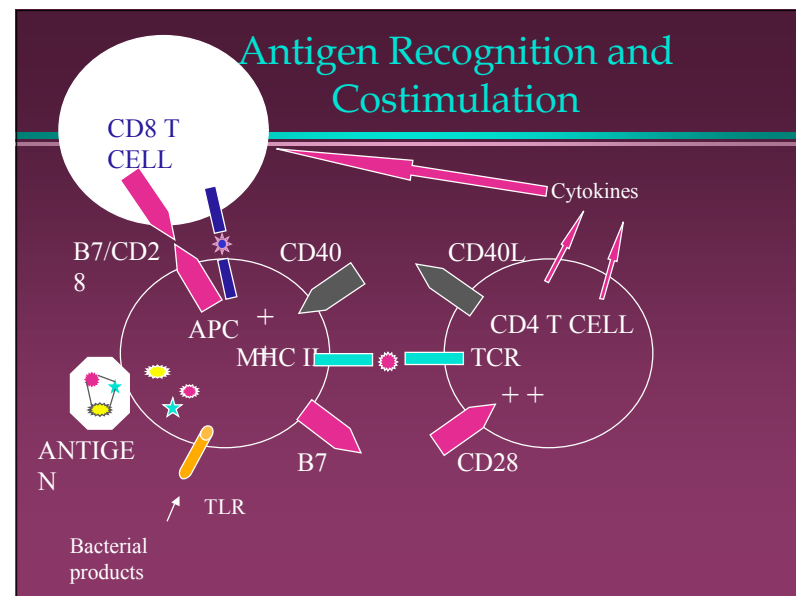 Antigen Recognition and
Costimulation
CD8 T
CELL
Cytokines
B7/CD2
8
CD40
CD40L
APC
+
+
CD4 T CELL
MHC II
TCR
+ +
ANTIGE
N
B7
CD28
TLR
Bacterial
products